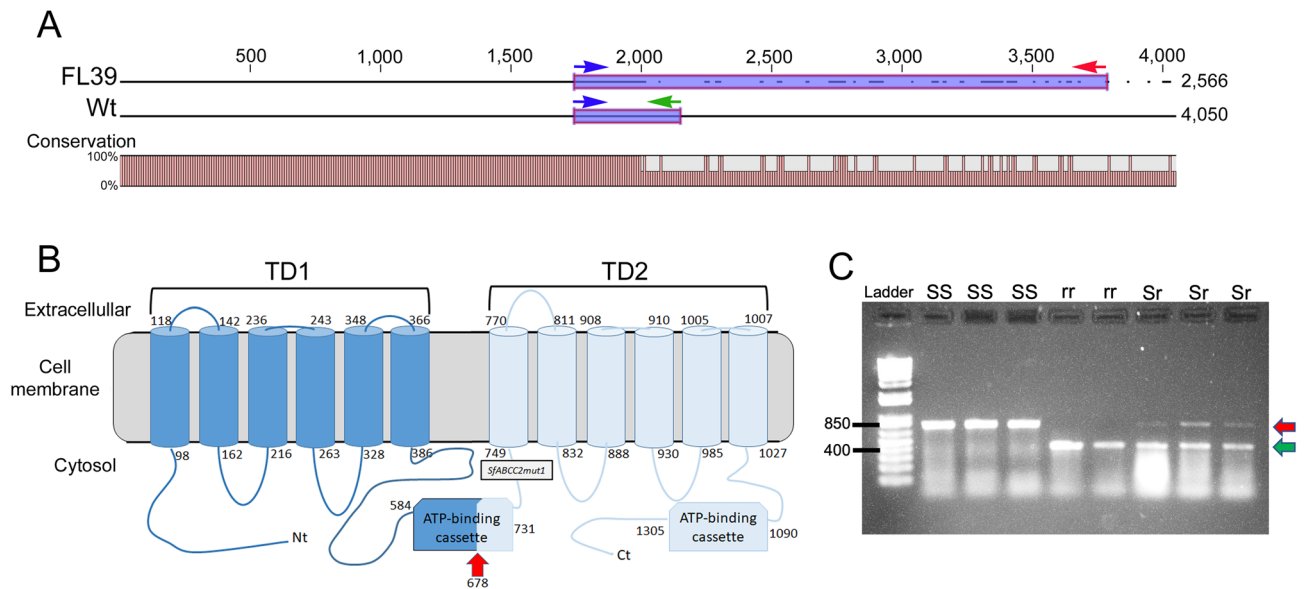 A
500 1,000 1,500 2,000 2,500 3,000 3,500 4,000
FL39 2,566
Wt 4,050
Conservation
100%
0%
B
TD1 TD2
Extracellullar
118 142 236 243 348 366 770 811 908 910 1005 1007
Cell
membrane
Cytosol
98 162 216 263 328 386 749 832 888 930 985 1027
SfABCC2mut1
584 ATP-binding
cassette 731
1305 ATP-binding
cassette 1090
Nt
Ct
678
C
Ladder SS SS SS rr rr Sr Sr Sr
850
400